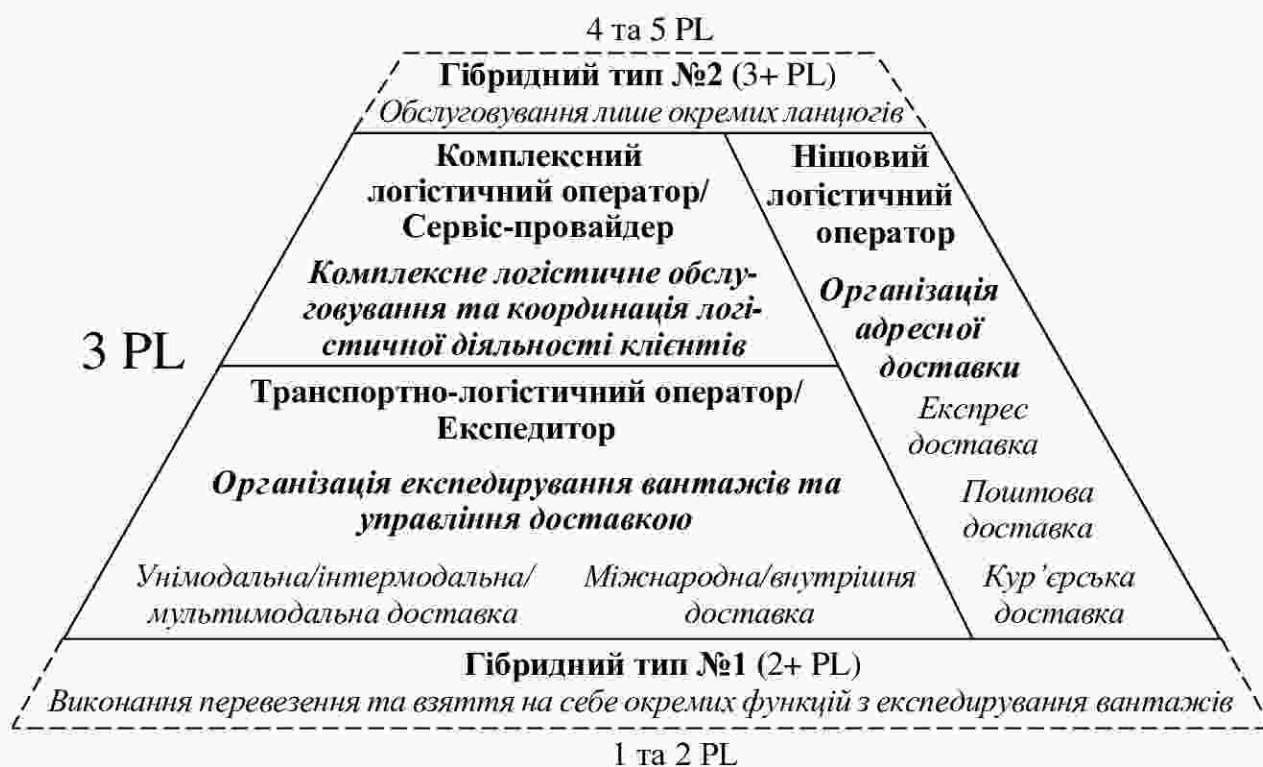 4 та 5 PL
Гібридний тип №2 (3+ PL)
Обслуговування лише окремих ланцюгів
Комплексний
логістичний оператор/
Сервіс-провайдер
Комплексне логістичне обслу-
говування та координація логі-
стичної діяльності клієнтів
Нішовий
логістичний
оператор
Організація
адресної
доставки
Експрес
доставка
Поштова
доставка
Кур’єрська
доставка
3 PL
Транспортно-логістичний оператор/
Експедитор
Організація експедирування вантажів та
управління доставкою
Унімодальна/інтермодальна/
мультимодальна доставка
Міжнародна/внутрішня
доставка
Гібридний тип №1 (2+ PL)
Виконання перевезення та взяття на себе окремих функцій з експедирування вантажів
1 та 2 PL